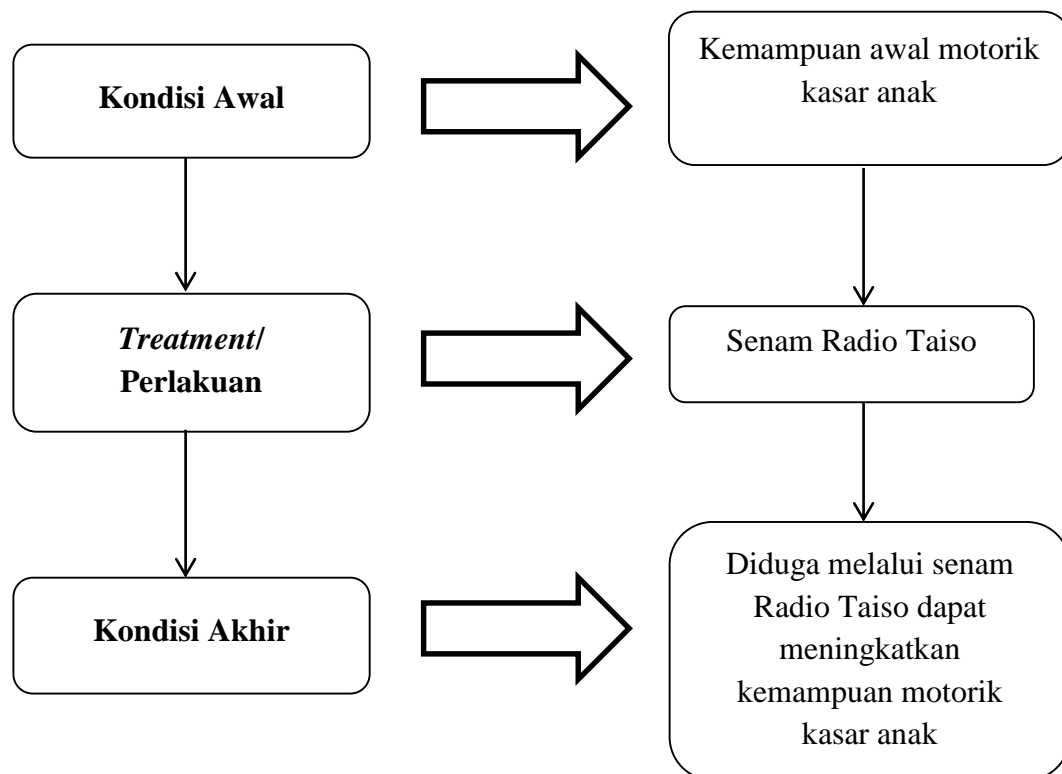 Kondisi Awal
Kemampuan awal motorik
kasar anak
Treatment/
Perlakuan
Senam Radio Taiso
Kondisi Akhir
Diduga melalui senam
Radio Taiso dapat
meningkatkan
kemampuan motorik
kasar anak